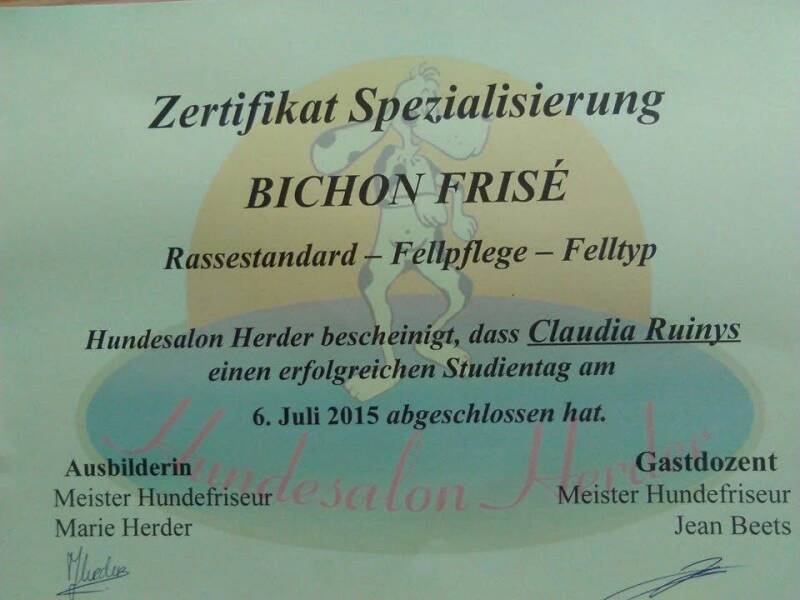 Zertifikat Spezialisierung
BICHON FRISÉ
Rassestandard – Fellpflege – Felltyp
Hundesalon Herder bescheinigt, dass Claudia Ruinys
einen erfolgreichen Studientag am
6. Juli 2015 abgeschlossen hat.
Hundesalon Herder
Ausbilderin
Meister Hundefriseur
Marie Herder
MHerder
Gastdozent
Meister Hundefriseur
Jean Beets